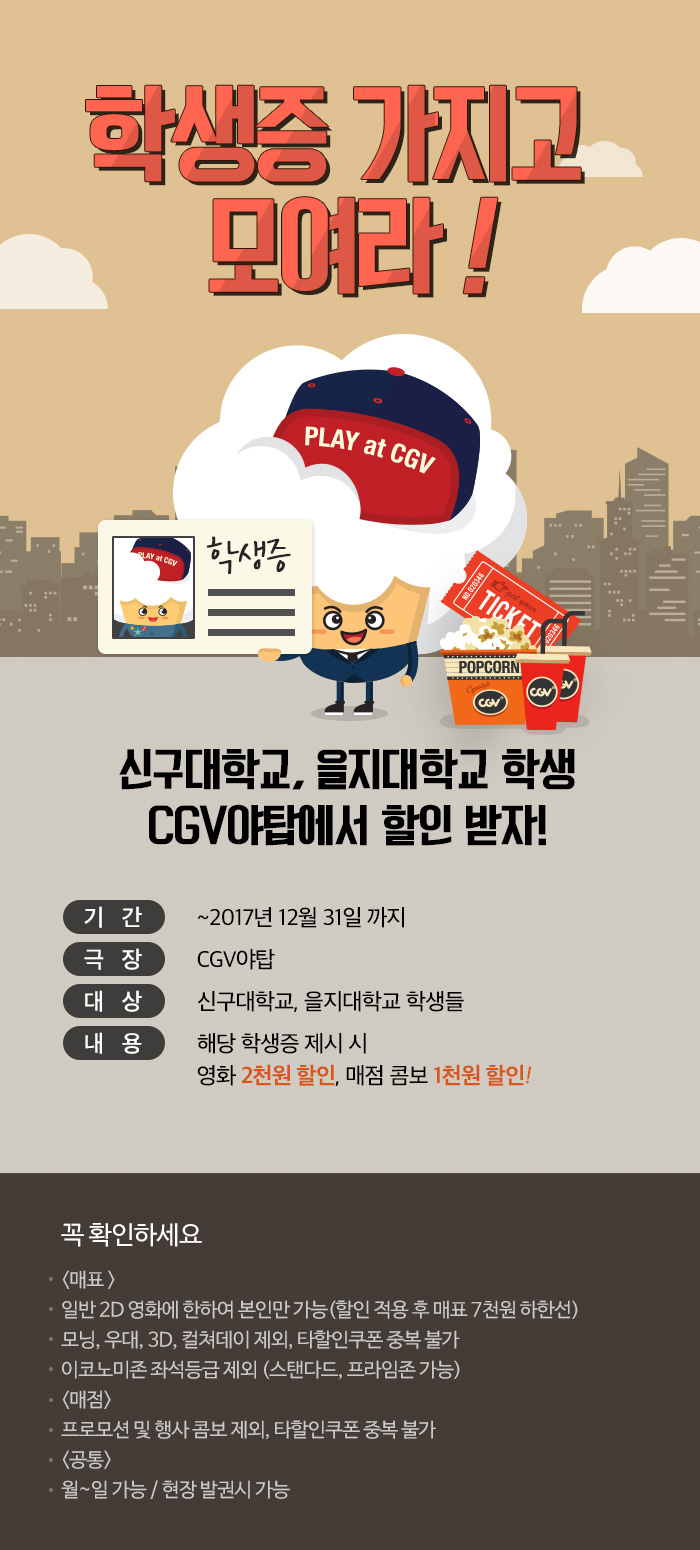 학생증 가지고
모여라!
PLAY at CGV
PLAY at CGV
학생증
NO.020346
get your
TICKET
020346
POPCORN
CGV
CGV
신구대학교, 을지대학교 학생
CGV야탑에서 할인 받자!
기 간 ~2017년 12월 31일 까지
극 장 CGV야탑
대 상 신구대학교, 을지대학교 학생들
내 용 해당 학생증 제시 시
영화 2천원 할인, 매점 콤보 1천원 할인!
꼭 확인하세요
• <매표 >
• 일반 2D 영화에 한하여 본인만 가능(할인 적용 후 매표 7천원 하한선)
• 모닝, 우대, 3D, 컬쳐데이 제외, 타할인쿠폰 중복 불가
• 이코노미존 좌석등급 제외 (스탠다드, 프라임존 가능)
• <매점>
• 프로모션 및 행사 콤보 제외, 타할인쿠폰 중복 불가
• <공통>
• 월~일 가능 / 현장 발권시 가능